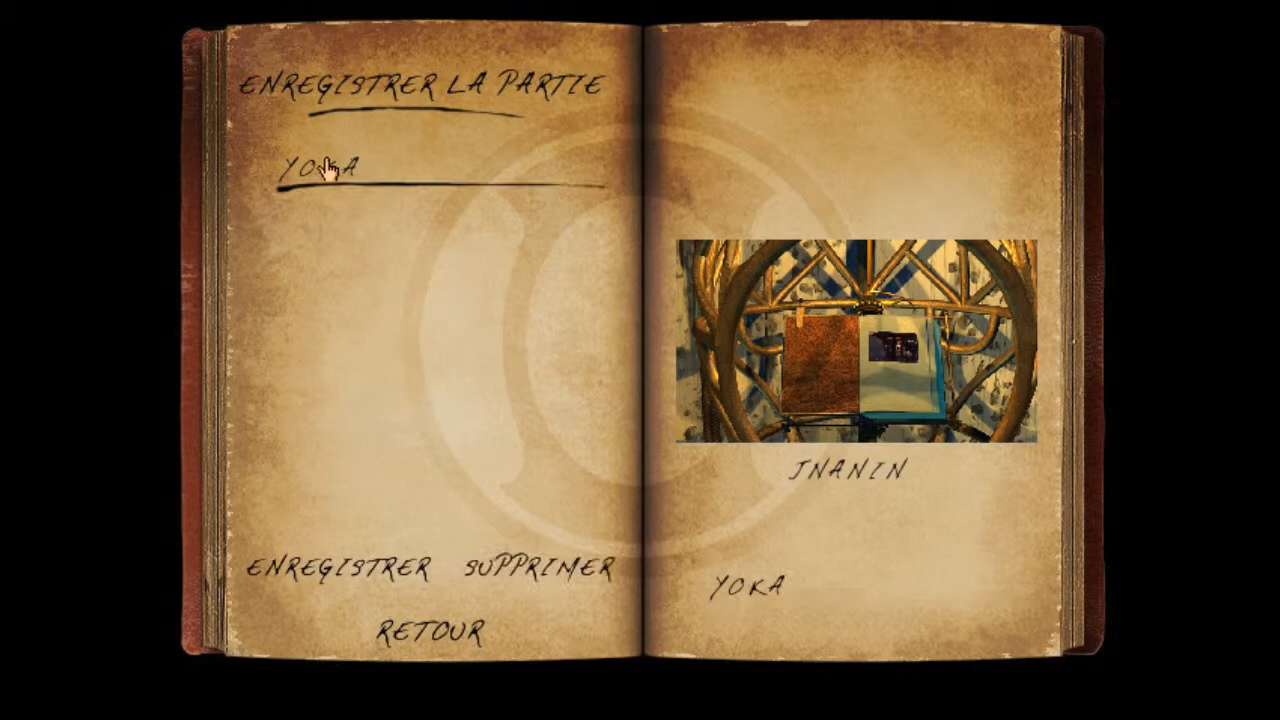 ENREGISTRER LA PARTIE
YOKA
ENREGISTRER SUPPRIMER
RETOUR
JNANIN
YOKA